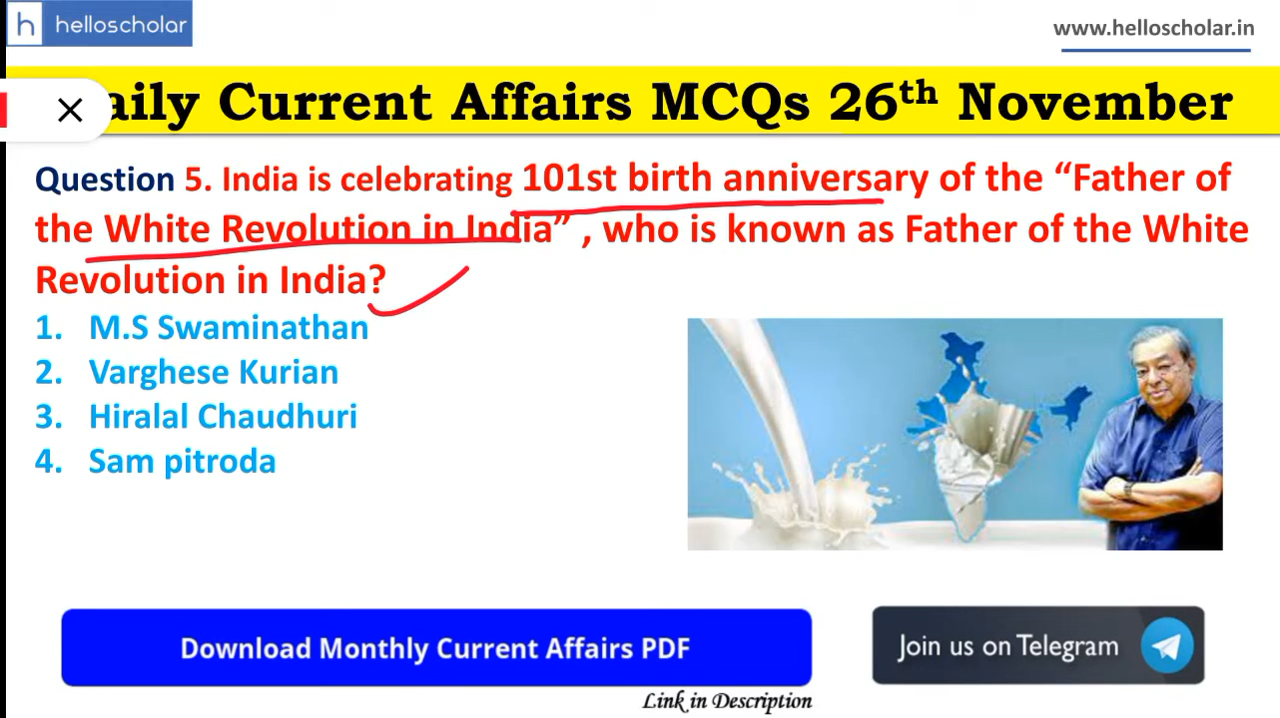 h helloscholar
www.helloscholar.in
aily Current Affairs MCQs 26th November
Question 5. India is celebrating 101st birth anniversary of the “Father of
the White Revolution in India” , who is known as Father of the White
Revolution in India?
1. M.S Swaminathan
2. Varghese Kurian
3. Hiralal Chaudhuri
4. Sam pitroda
Download Monthly Current Affairs PDF
Join us on Telegram
Link in Description